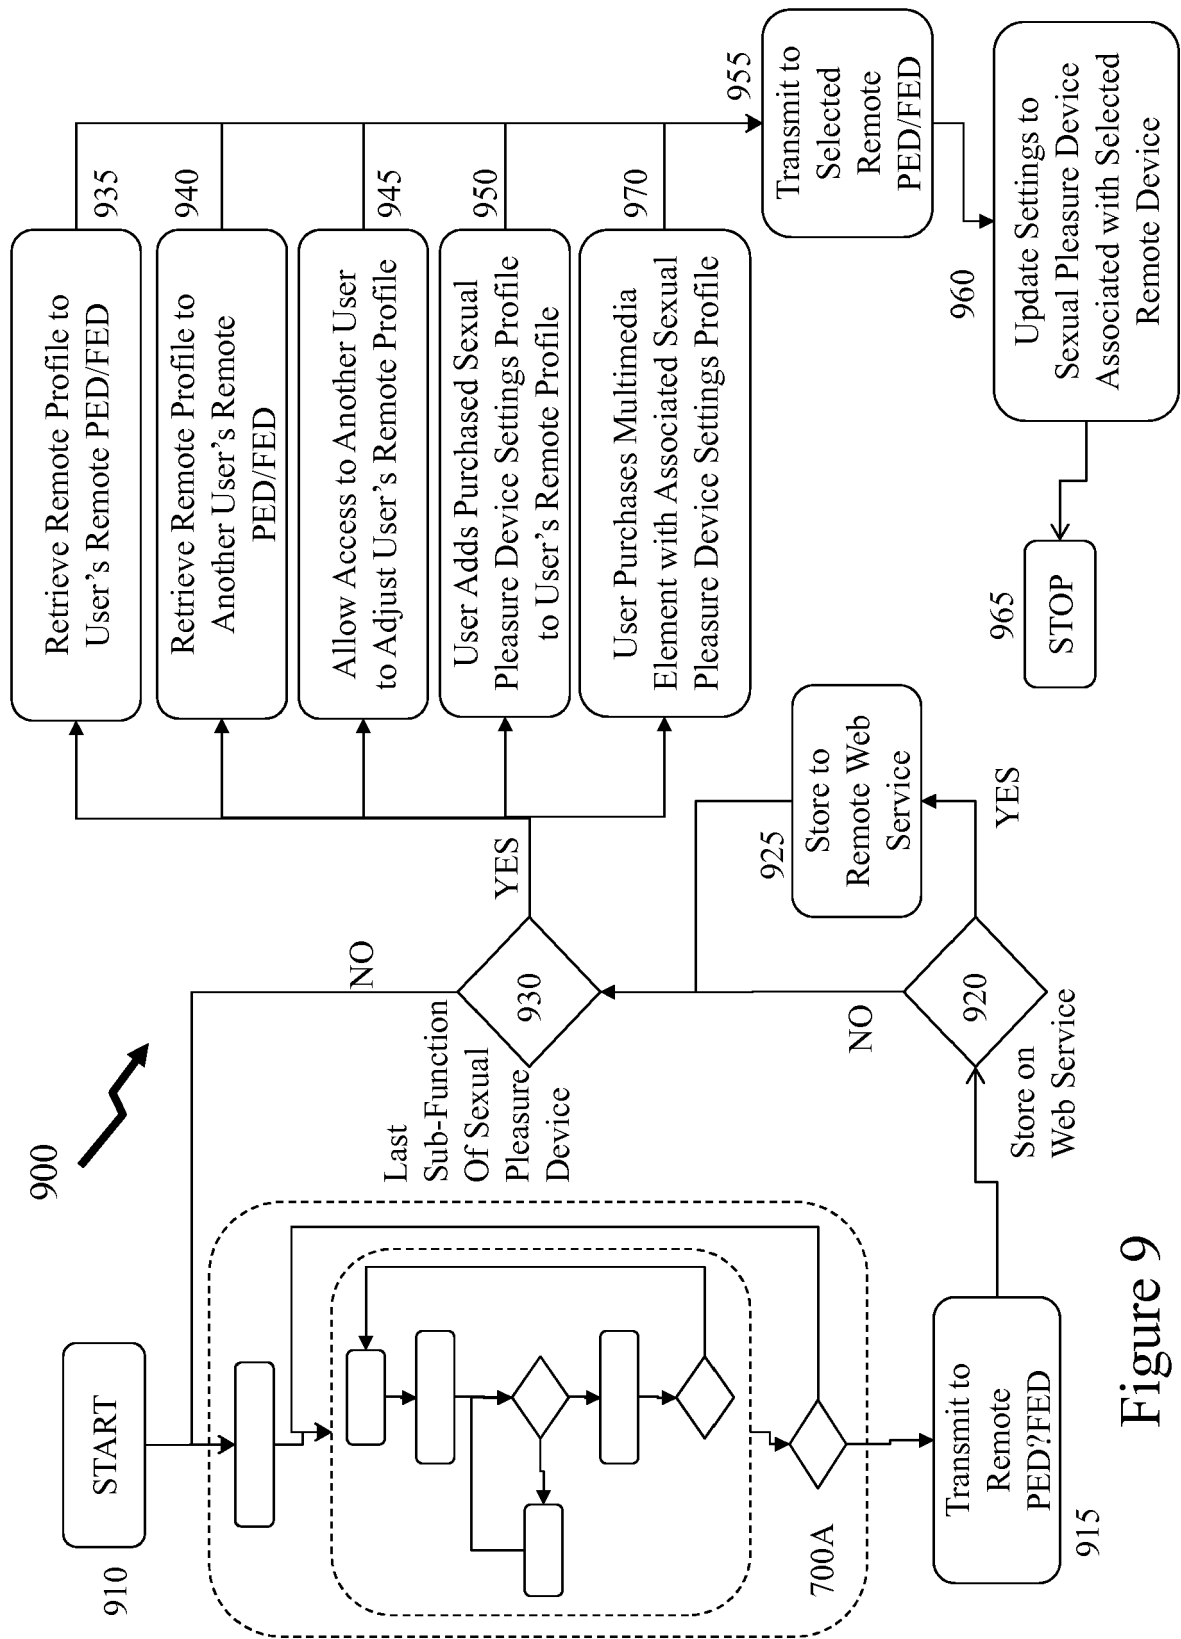 900
910
START
700A
Transmit to
Remote
PED?FED
915
Store on
Web Service
920
NO
YES
925
Store to
Remote Web
Service
Last
Sub-Function
Of Sexual
Pleasure
Device
930
NO
YES
Retrieve Remote Profile to
User's Remote PED/FED
935
Retrieve Remote Profile to
Another User's Remote
PED/FED
940
Allow Access to Another User
to Adjust User's Remote Profile
945
User Adds Purchased Sexual
Pleasure Device Settings Profile
to User's Remote Profile
950
User Purchases Multimedia
Element with Associated Sexual
Pleasure Device Settings Profile
970
955
Transmit to
Selected
Remote
PED/FED
960
Update Settings to
Sexual Pleasure Device
Associated with Selected
Remote Device
965
STOP
Figure 9